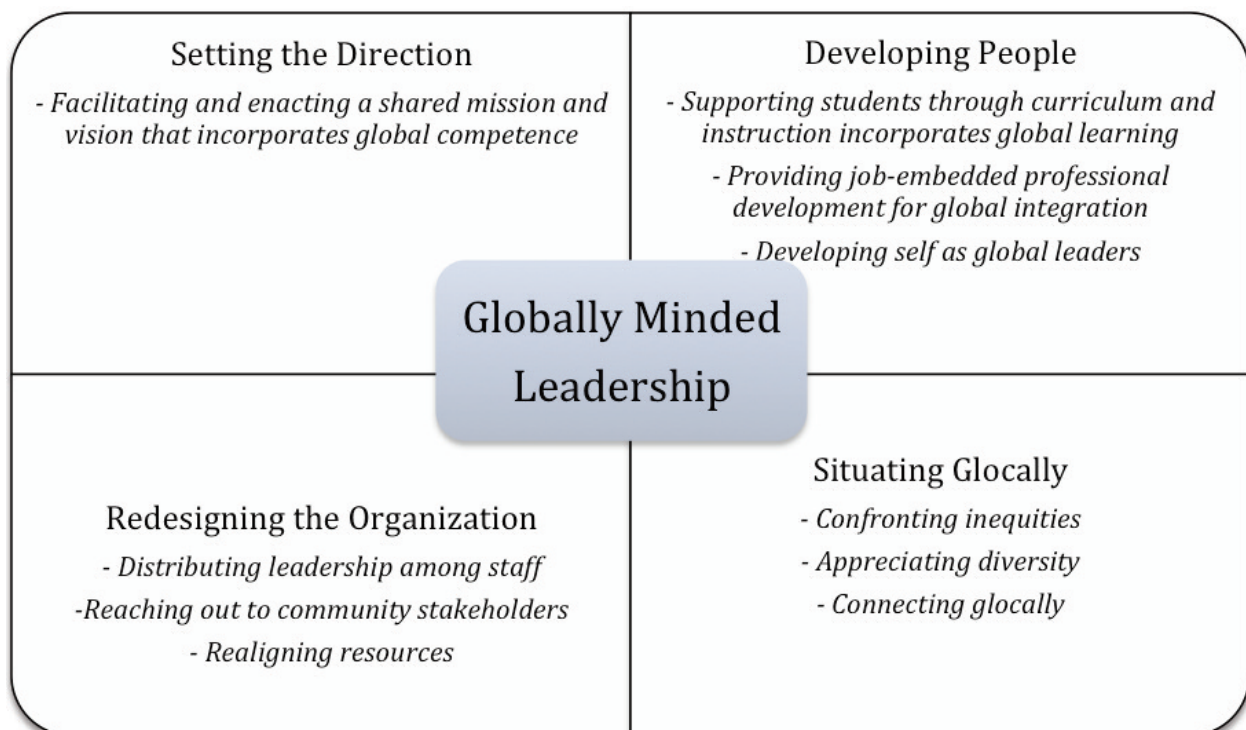 Setting the Direction
- Facilitating and enacting a shared mission and
vision that incorporates global competence
Developing People
- Supporting students through curriculum and
instruction incorporates global learning
- Providing job-embedded professional
development for global integration
- Developing self as global leaders
Globally Minded
Leadership
Redesigning the Organization
- Distributing leadership among staff
-Reaching out to community stakeholders
- Realigning resources
Situating Glocally
- Confronting inequities
- Appreciating diversity
- Connecting glocally